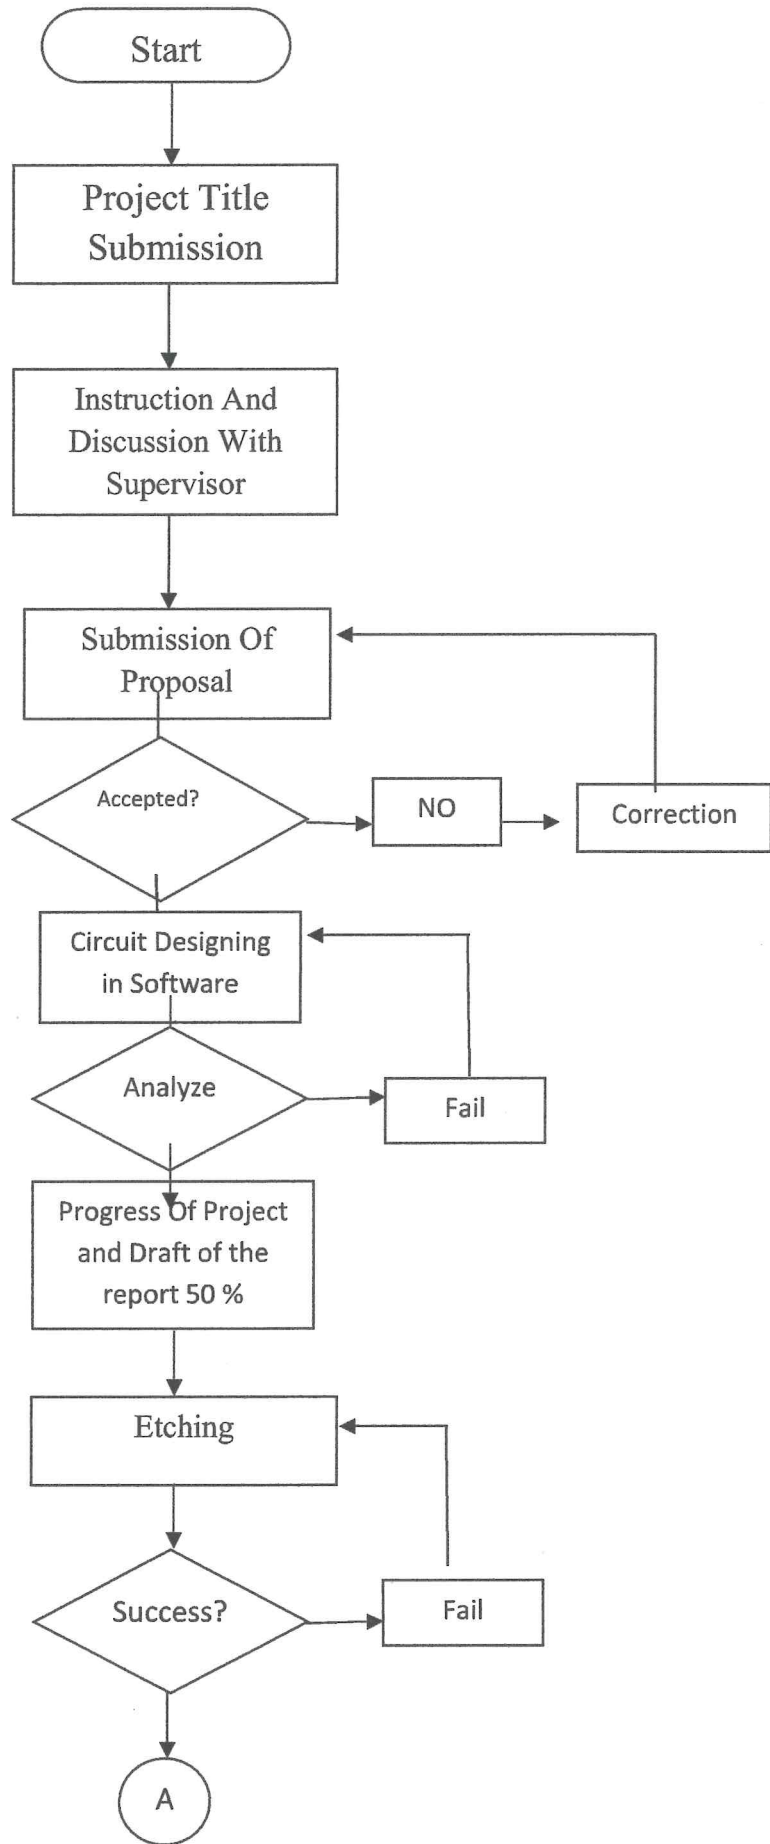 Start
Project Title
Submission
Instruction And
Discussion With
Supervisor
Submission Of
Proposal
Accepted?
NO
Correction
Circuit Designing
in Software
Analyze
Fail
Progress Of Project
and Draft of the
report 50 %
Etching
Success?
Fail
A